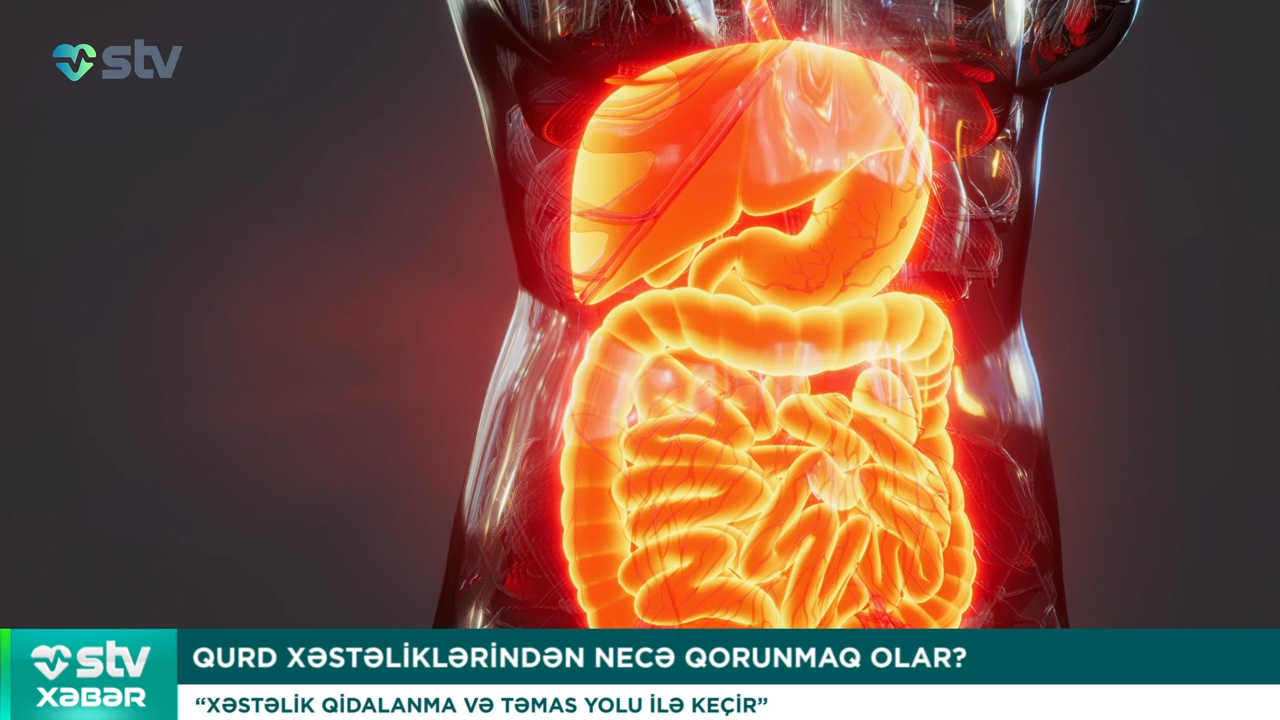 stv
QURD XƏSTƏLİKLƏRİNDƏN NECƏ QORUNMAQ OLAR?
stv
XƏBƏR
“XƏSTƏLİK QİDALANMA VƏ TƏMAS YOLU İLƏ KEÇİR”